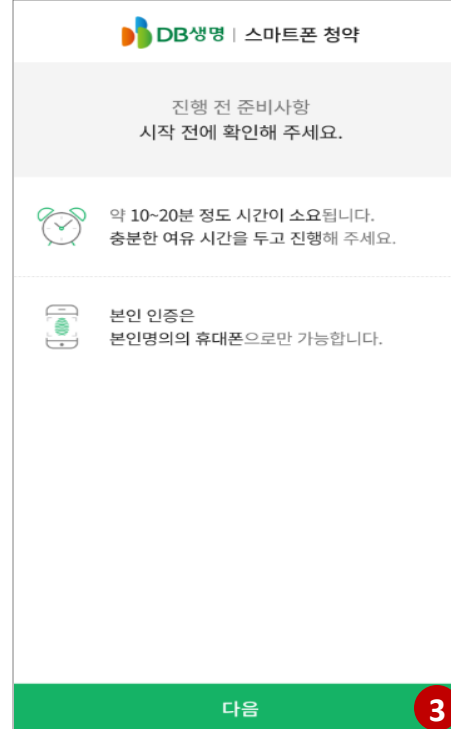 DB생명 | 스마트폰 청약
진행 전 준비사항
시작 전에 확인해 주세요.
약 10~20분 정도 시간이 소요됩니다.
충분한 여유 시간을 두고 진행해 주세요.
본인 인증은
본인명의의 휴대폰으로만 가능합니다.
다음
3